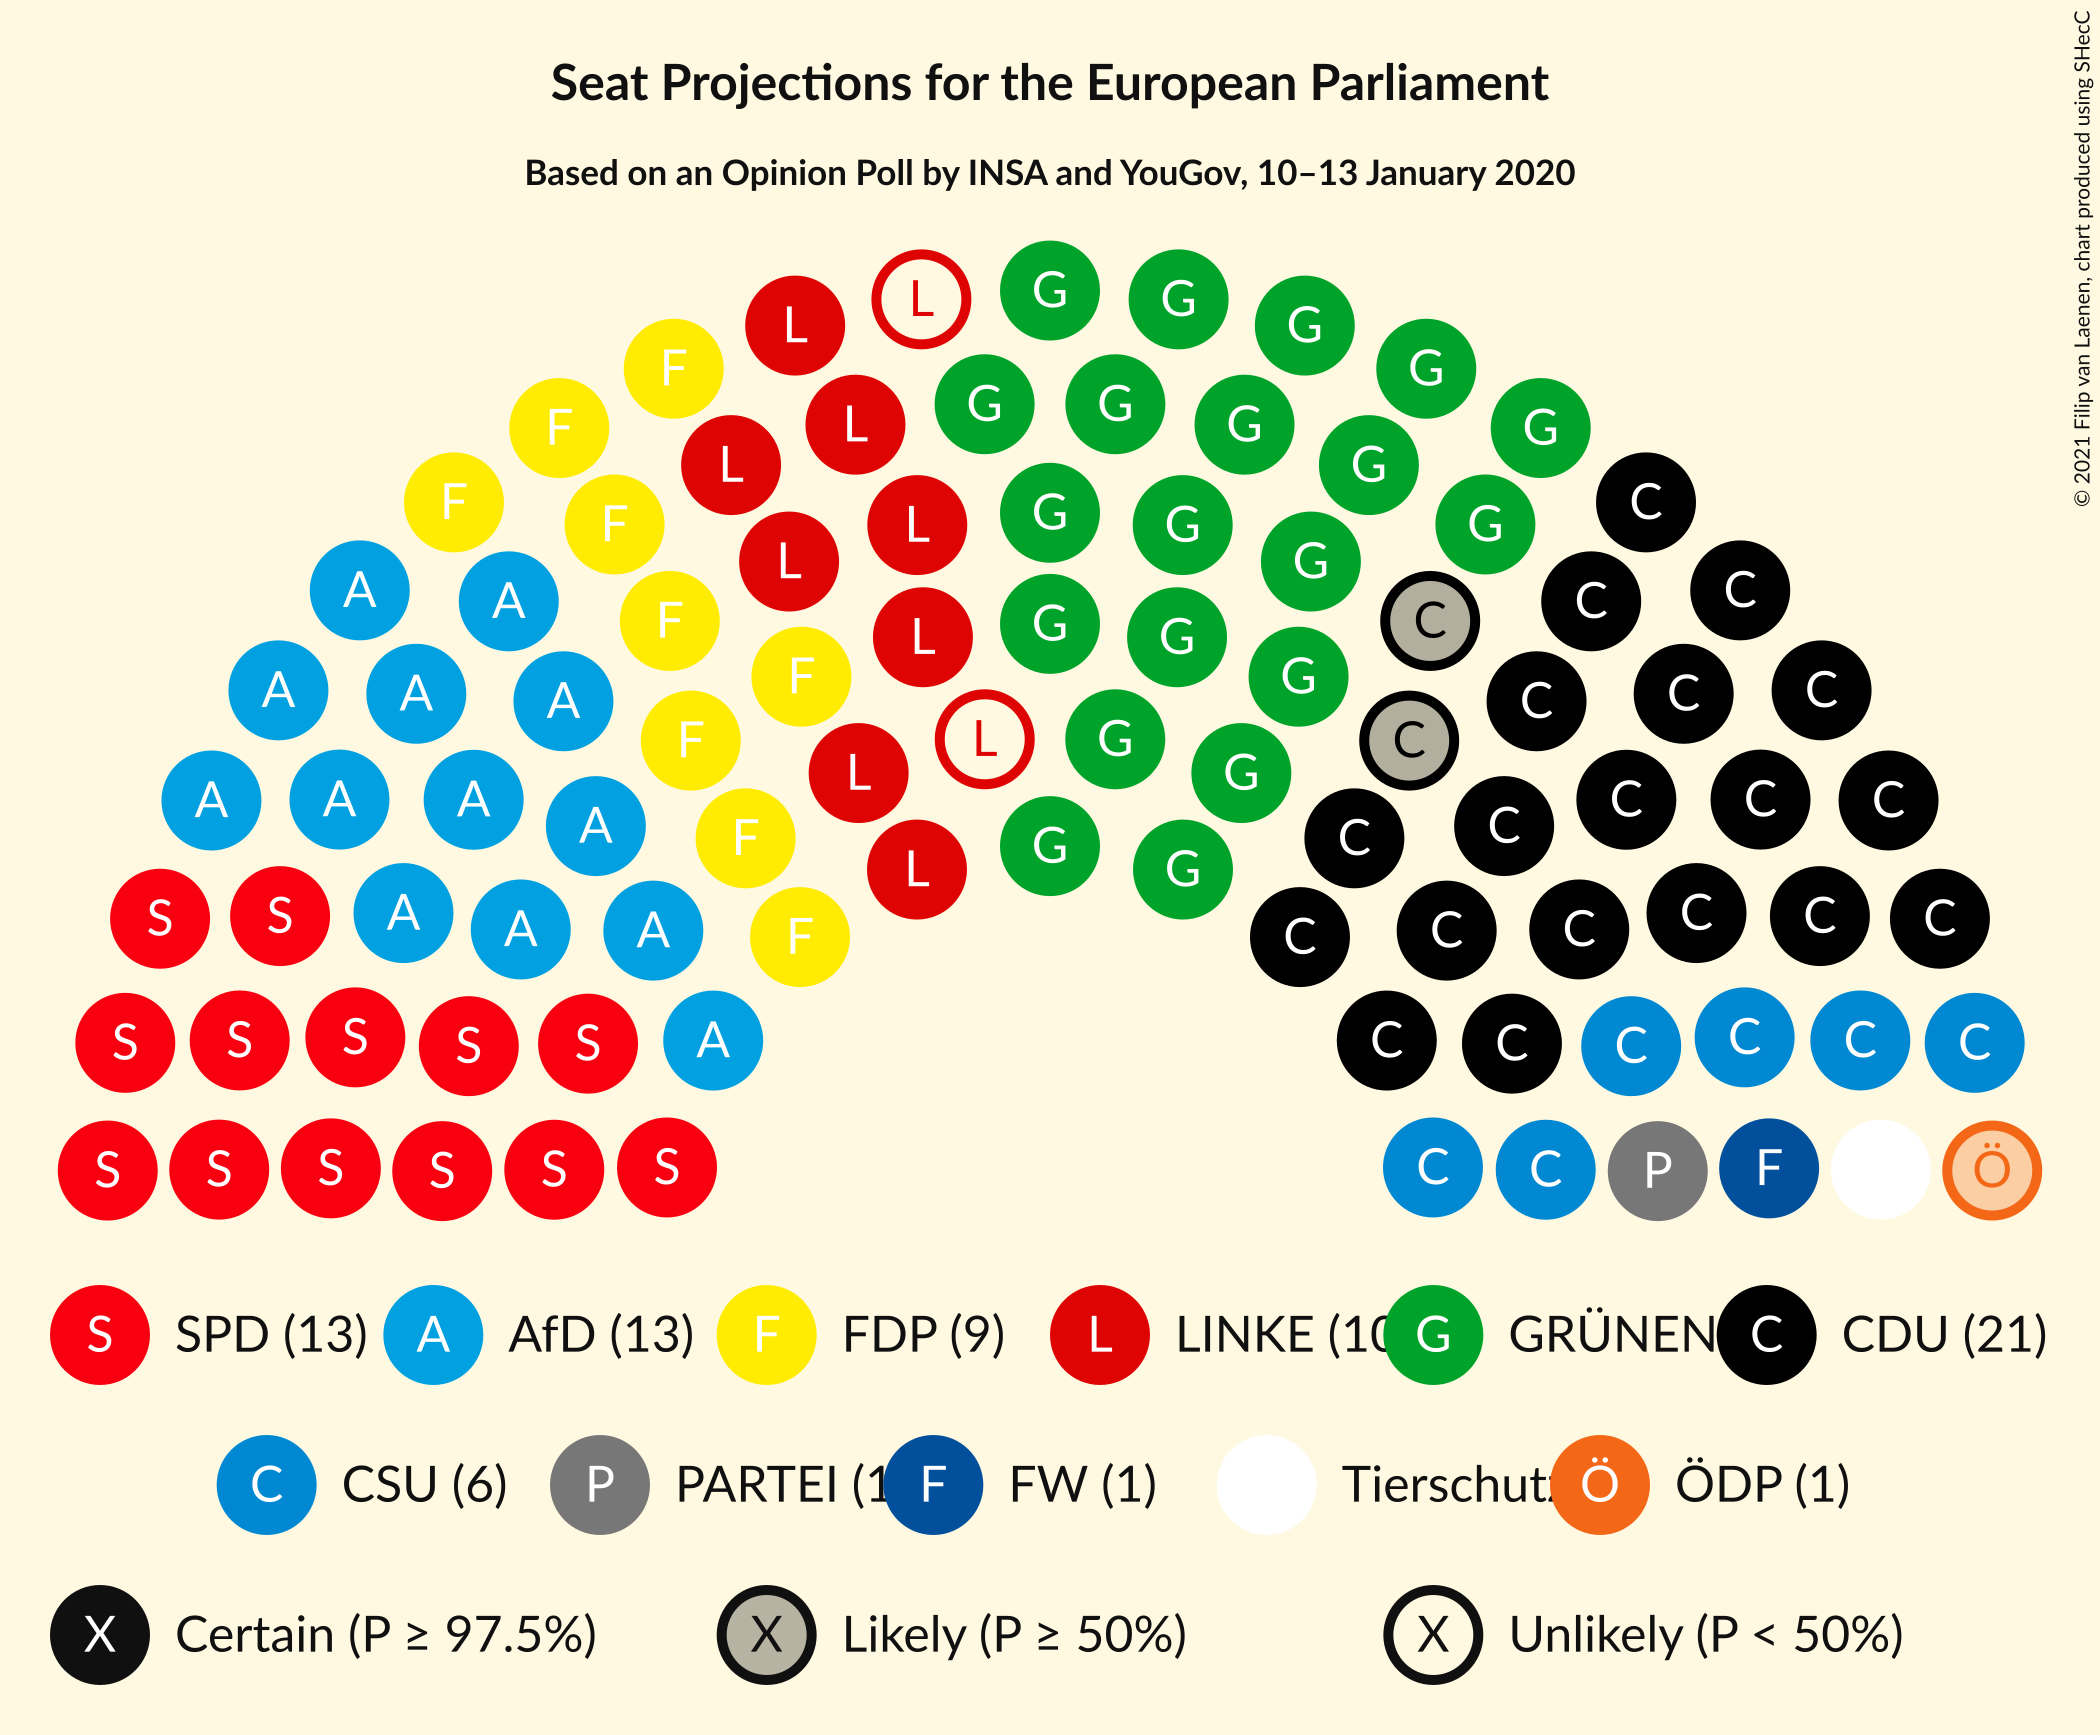 Seat Projections for the European Parliament
Based on an Opinion Poll by INSA and YouGov, 10–13 January 2020
© 2021 Filip van Laenen, chart produced using SHecC
L G G G
F L G G G G
F L G G
F F L L G G G G C
A A F L G G G C C C
A A A F F L G G G C C C C
A A A A F L L G G C C C C C C
S S A A A F L G G C C C C C C
S S S S S A C C C C C C
S S S S S S C C P F Ö
S SPD (13) A AfD (13) F FDP (9) L LINKE (10 G GRÜNEN C CDU (21)
C CSU (6) P PARTEI (1 F FW (1) Tierschutz Ö ÖDP (1)
X Certain (P ≥ 97.5%) X Likely (P ≥ 50%) X Unlikely (P < 50%)